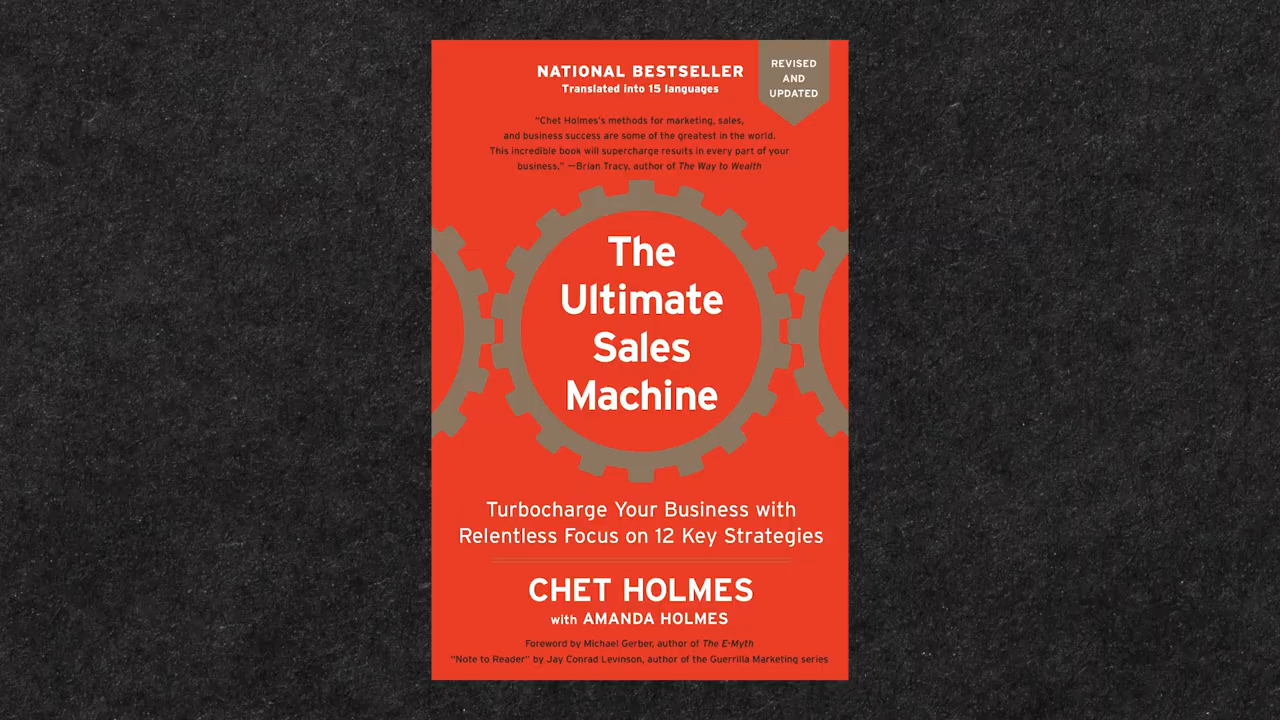 NATIONAL BESTSELLER
Translated into 15 languages
REVISED
AND
UPDATED
“Chet Holmes's methods for marketing, sales,
and business success are some of the greatest in the world.
This incredible book will supercharge results in every part of your
business.” —Brian Tracy, author of The Way to Wealth
The
Ultimate
Sales
Machine
Turbocharge Your Business with
Relentless Focus on 12 Key Strategies
CHET HOLMES
with AMANDA HOLMES
Foreword by Michael Gerber, author of The E-Myth
“Note to Reader” by Jay Conrad Levinson, author of the Guerrilla Marketing series